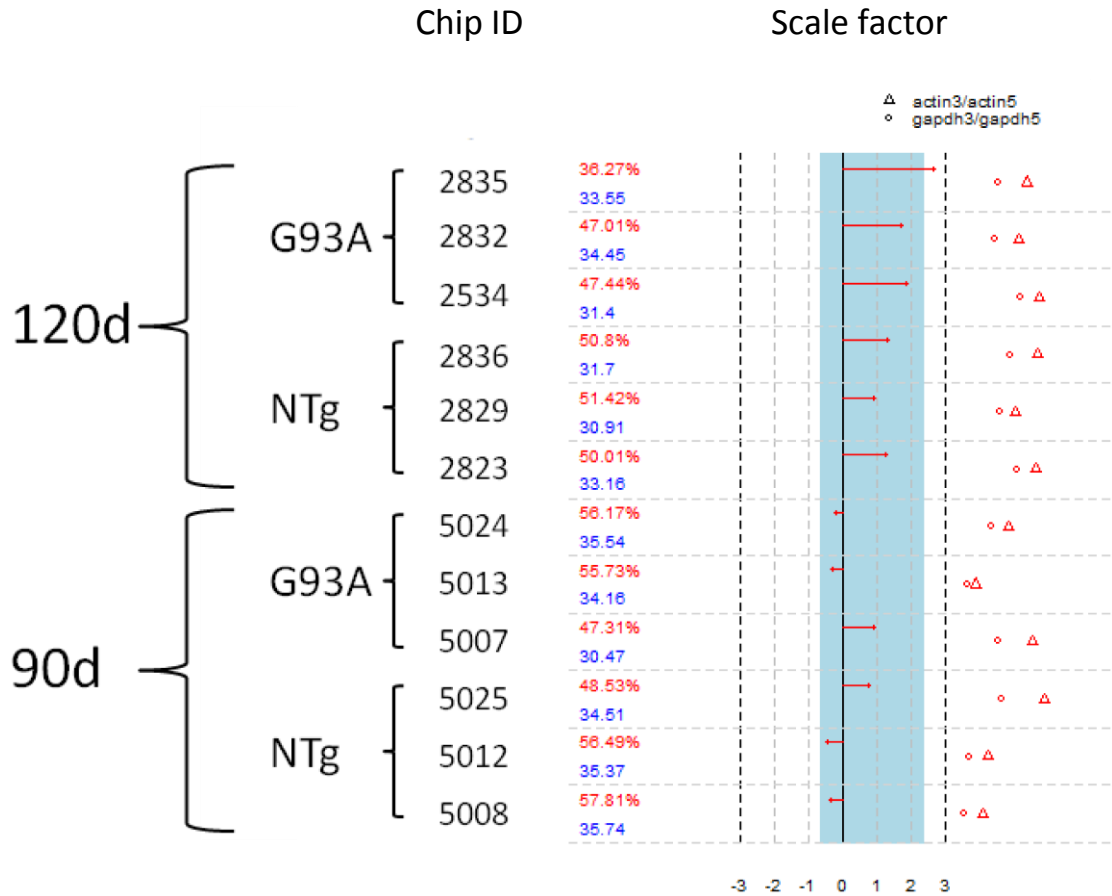 Chip ID Scale factor
actin3/actin5
gapdh3/gapdh5
120d
G93A
2835 36.27%
33.55
2832 47.01%
34.45
2534 47.44%
31.4
NTg
2836 50.8%
31.7
2829 51.42%
30.91
2823 50.01%
33.16
90d
G93A
5024 56.17%
35.54
5013 55.73%
34.16
5007 47.31%
30.47
NTg
5025 48.53%
34.51
5012 56.49%
35.37
5008 57.81%
35.74
-3 -2 -1 0 1 2 3